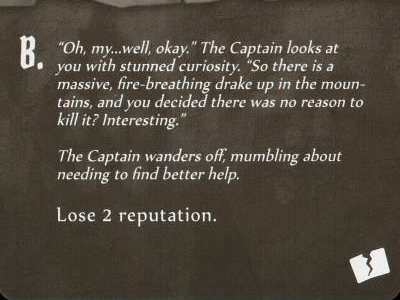 B.
“Oh, my...well, okay.” The Captain looks at
you with stunned curiosity. “So there is a
massive, fire-breathing drake up in the moun-
tains, and you decided there was no reason to
kill it? Interesting.”
The Captain wanders off, mumbling about
needing to find better help.
Lose 2 reputation.